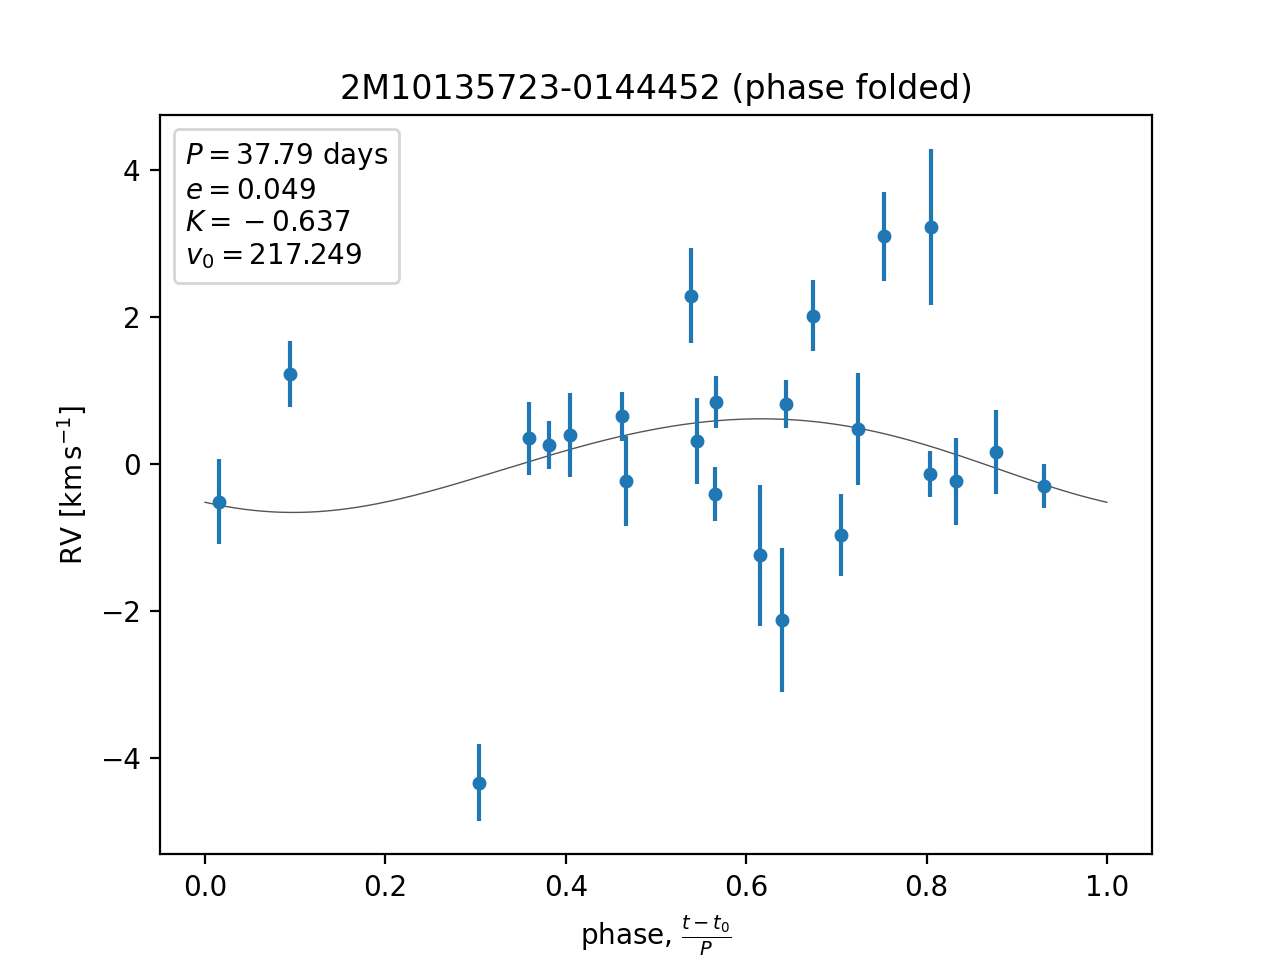 2M10135723-0144452 (phase folded)
P = 37.79 days
e = 0.049
K = −0.637
v₀ = 217.249
4
2
0
−2
−4
RV [km s⁻¹]
0.0 0.2 0.4 0.6 0.8 1.0
phase, (t − t₀)/P